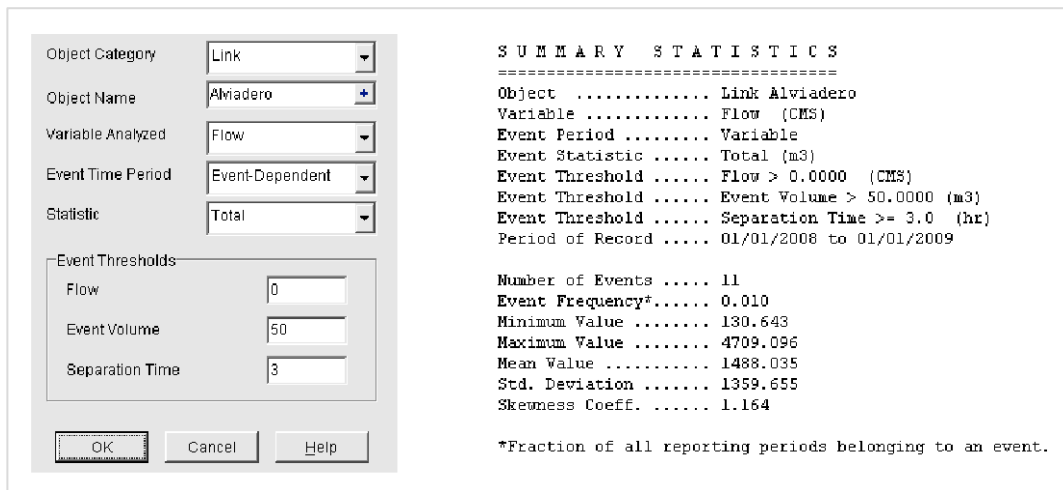 Object Category
Link
Object Name
Alviadero
+
Variable Analyzed
Flow
Event Time Period
Event-Dependent
Statistic
Total
Event Thresholds
Flow
0
Event Volume
50
Separation Time
3
OK
Cancel
Help
S U M M A R Y   S T A T I S T I C S
===================================
Object .............. Link Alviadero
Variable ............ Flow (CMS)
Event Period ........ Variable
Event Statistic ...... Total (m3)
Event Threshold ...... Flow > 0.0000 (CMS)
Event Threshold ...... Event Volume > 50.0000 (m3)
Event Threshold ...... Separation Time >= 3.0 (hr)
Period of Record ..... 01/01/2008 to 01/01/2009
Number of Events ..... 11
Event Frequency*...... 0.010
Minimum Value ........ 130.643
Maximum Value ........ 4709.096
Mean Value ........... 1488.035
Std. Deviation ....... 1359.655
Skewness Coeff. ...... 1.164
*Fraction of all reporting periods belonging to an event.